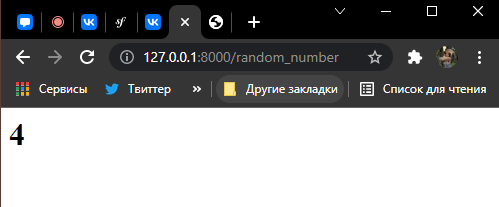 127.0.0.1:8000/random_number
Сервисы Твиттер » Другие закладки Список для чтения
4